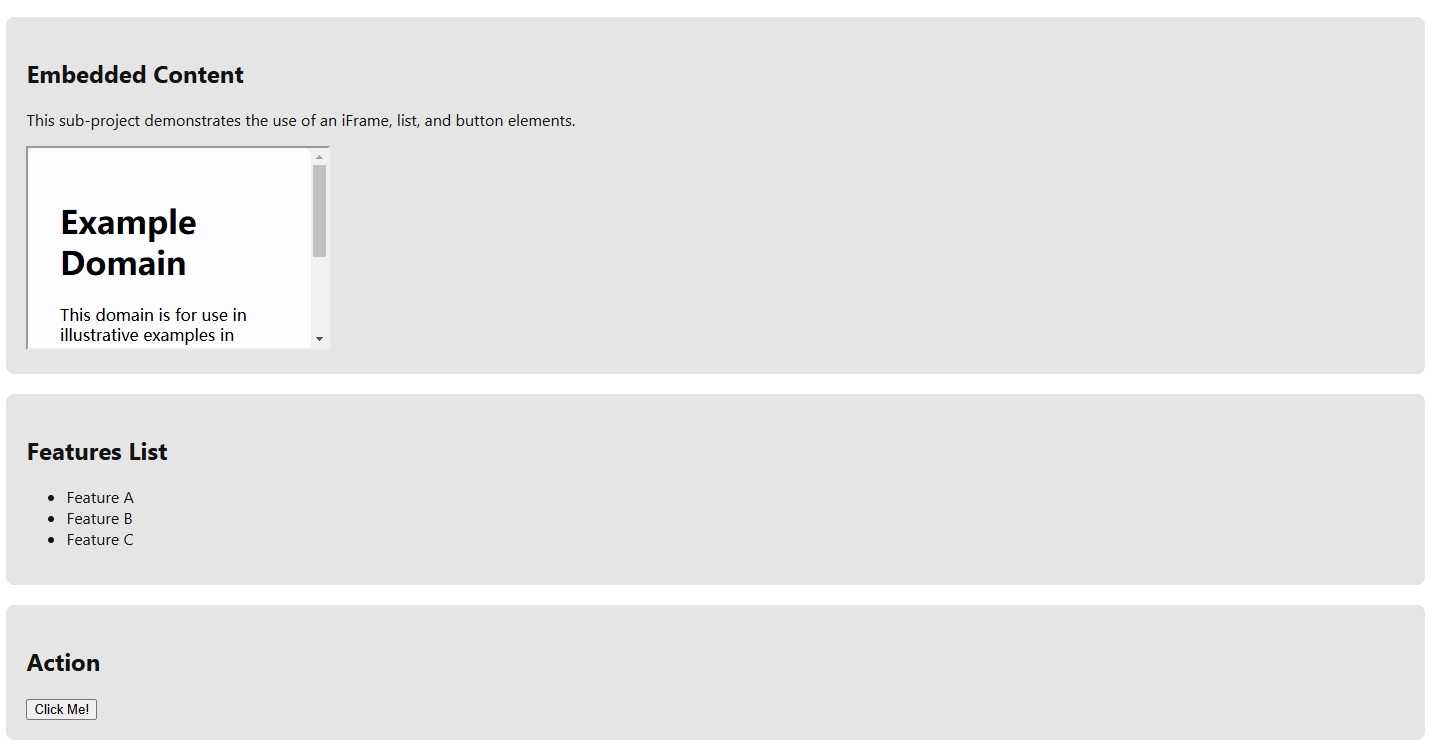 Embedded Content
This sub-project demonstrates the use of an iFrame, list, and button elements.
Example
Domain
This domain is for use in
illustrative examples in
Features List
Feature A
Feature B
Feature C
Action
Click Me!